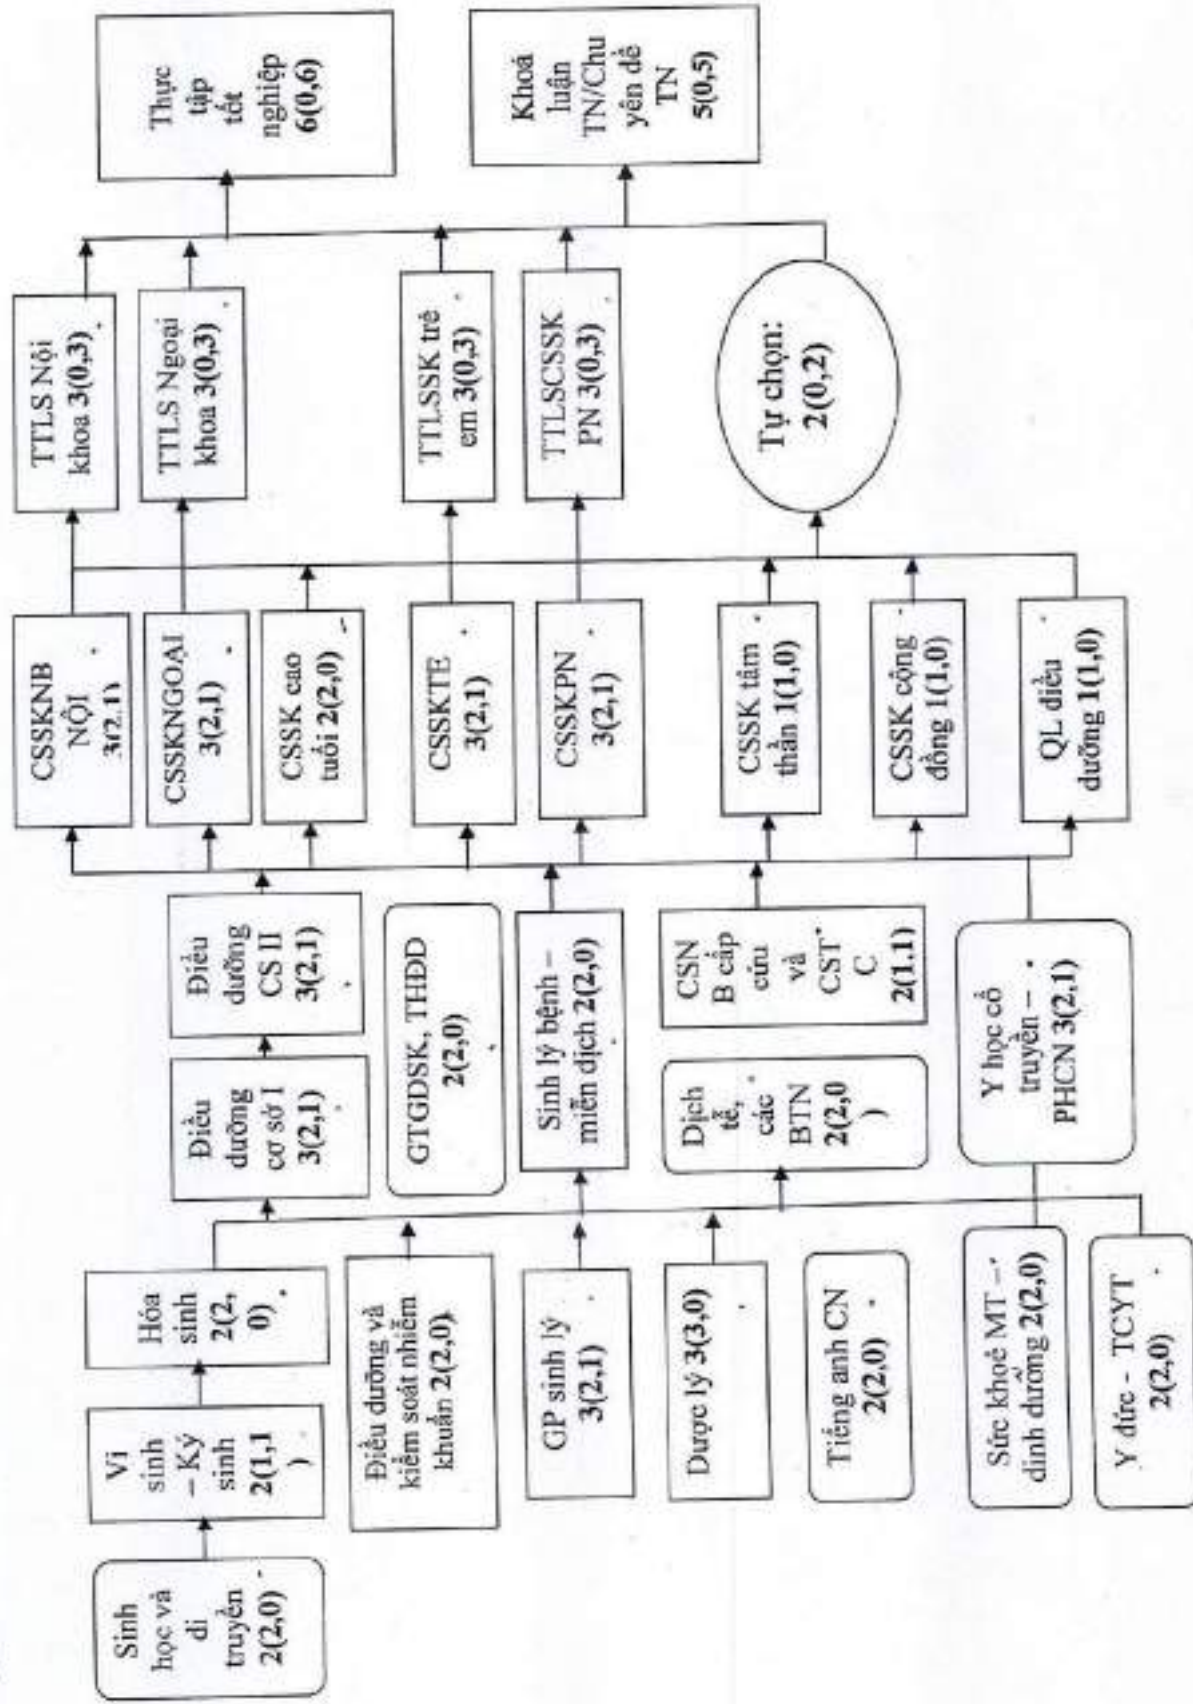 Sinh
học và
di
truyền
2(2,0)
Vi
sinh
– Ký
sinh
2(1,1
)
Hóa
sinh
2(2,
0)
Điều dưỡng và
kiểm soát nhiễm
khuẩn 2(2,0)
GP sinh lý
3(2,1)
Dược lý 3(3,0)
Tiếng anh CN
2(2,0)
Sức khoẻ MT –
dinh dưỡng 2(2,0)
Y đức - TCYT
2(2,0)
Điều
dưỡng
cơ sở I
3(2,1)
Điều
dưỡng
CS II
3(2,1)
GTGDSK, THĐD
2(2,0)
Sinh lý bệnh –
miễn dịch 2(2,0)
Dịch
tễ,
các
BTN
2(2,0
)
CSN
B cấp
cứu
và
CST
C
2(1,1)
Y học cổ
truyền –
PHCN 3(2,1)
CSSKNB
NỘI
3(2,1)
CSSKNGOẠI
3(2,1)
CSSK cao
tuổi 2(2,0)
CSSKTE
3(2,1)
CSSKPN
3(2,1)
CSSK tâm
thần 1(1,0)
CSSK cộng
đồng 1(1,0)
QL điều
dưỡng 1(1,0)
TTLS Nội
khoa 3(0,3)
TTLS Ngoại
khoa 3(0,3)
TTLSSK trẻ
em 3(0,3)
TTLSCSSK
PN 3(0,3)
Tự chọn:
2(0,2)
Thực
tập
tốt
nghiệp
6(0,6)
Khoá
luận
TN/Chu
yên đề
TN
5(0,5)